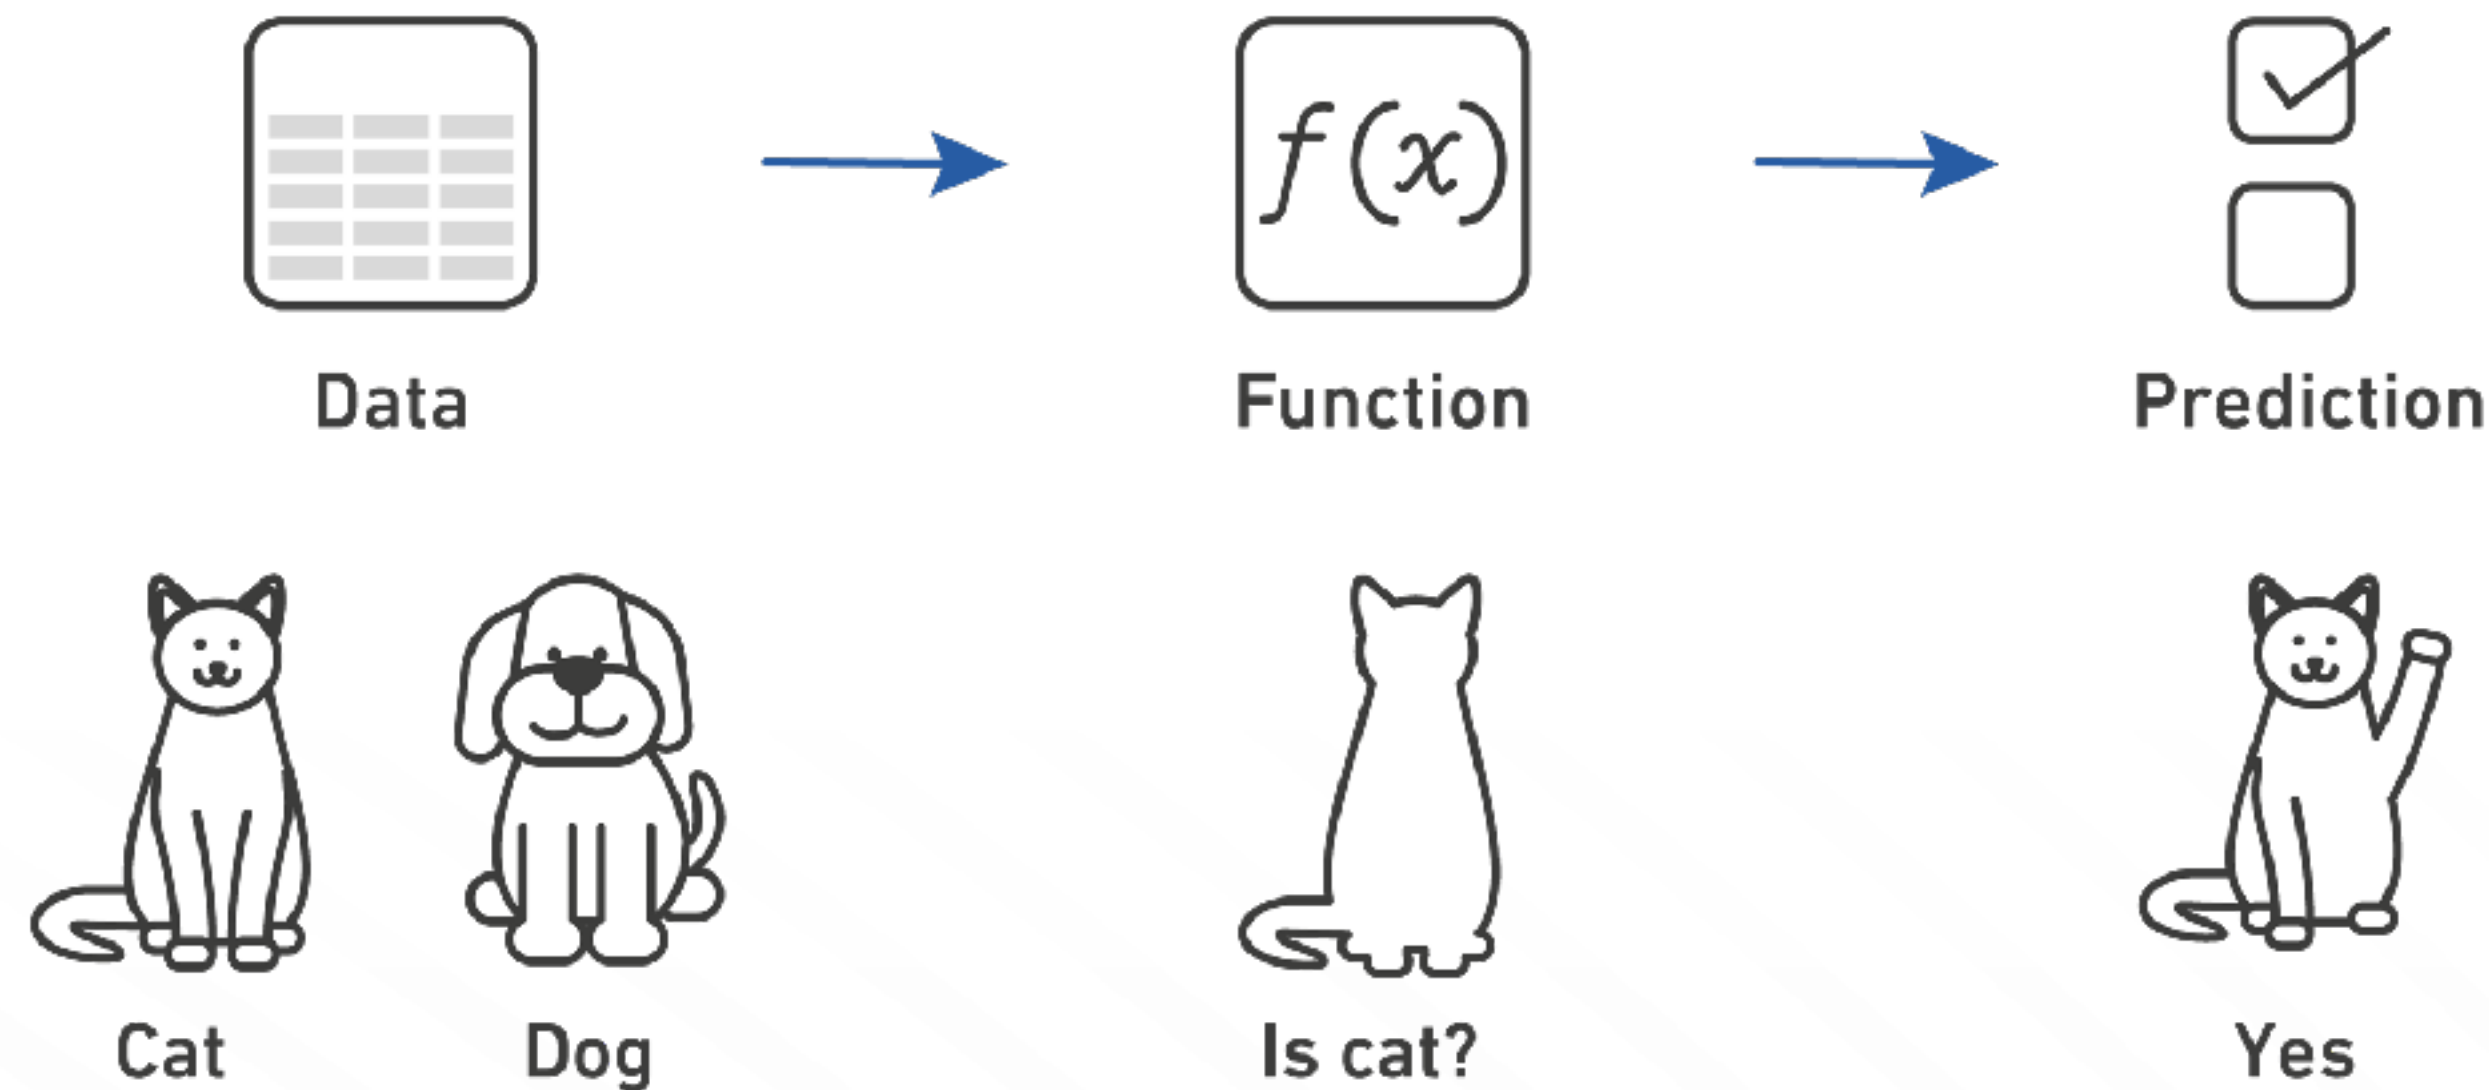 f(x)
Data
Function
Prediction
Cat
Dog
Is cat?
Yes